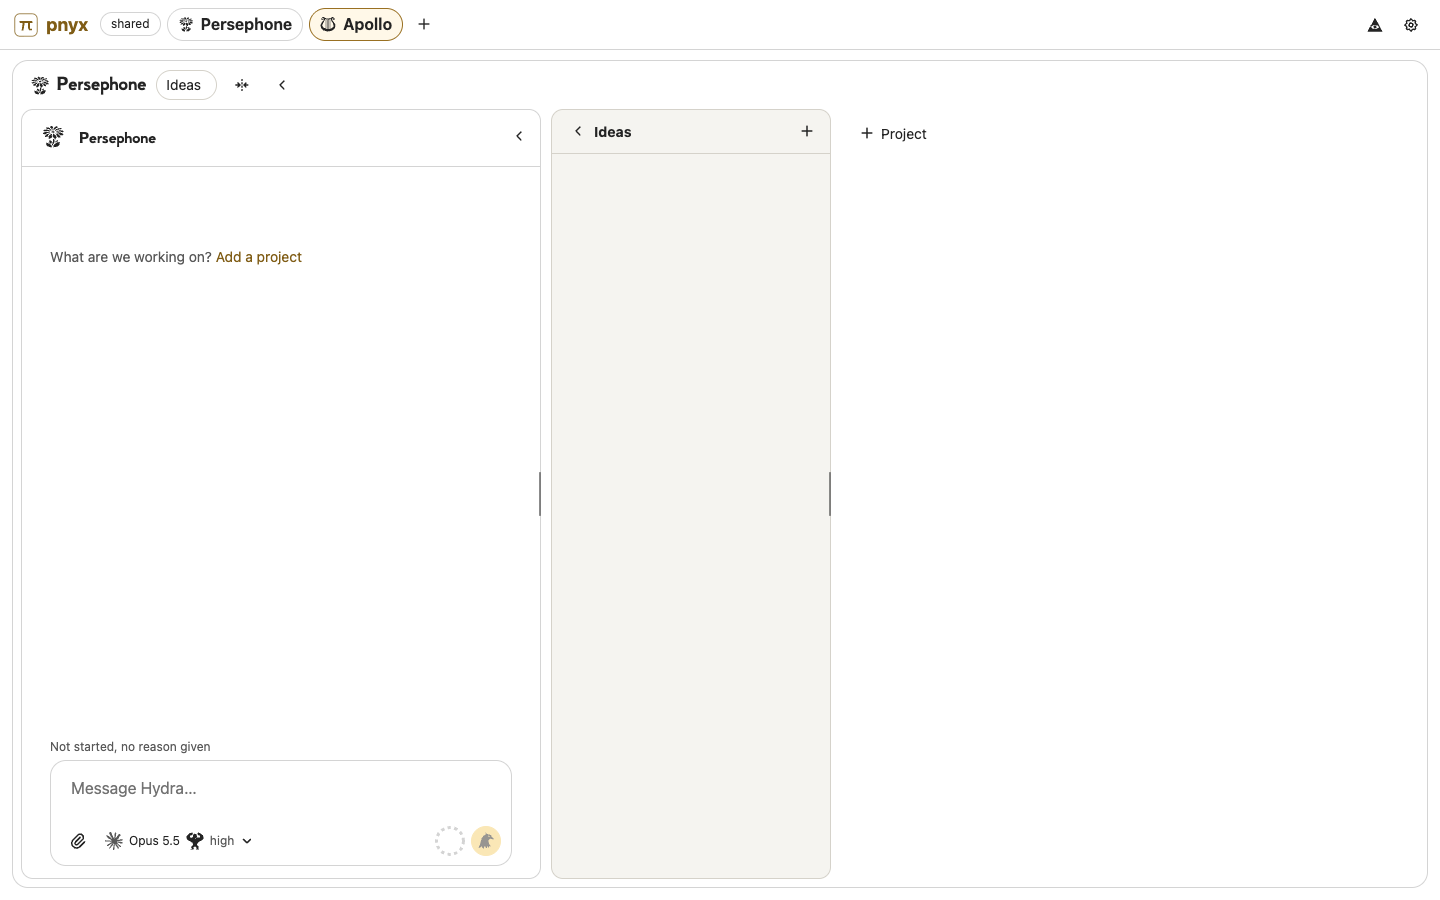 π pnyx shared Persephone Apollo
Persephone Ideas
Persephone
Ideas
Project
What are we working on? Add a project
Not started, no reason given
Message Hydra...
Opus 5.5 high